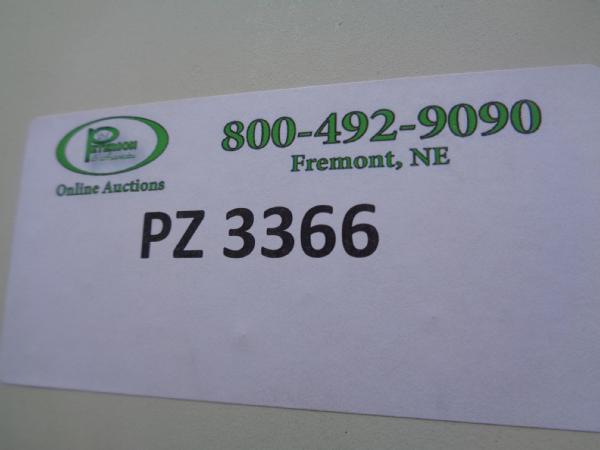 800-492-9090
Fremont, NE
Online Auctions
PZ 3366